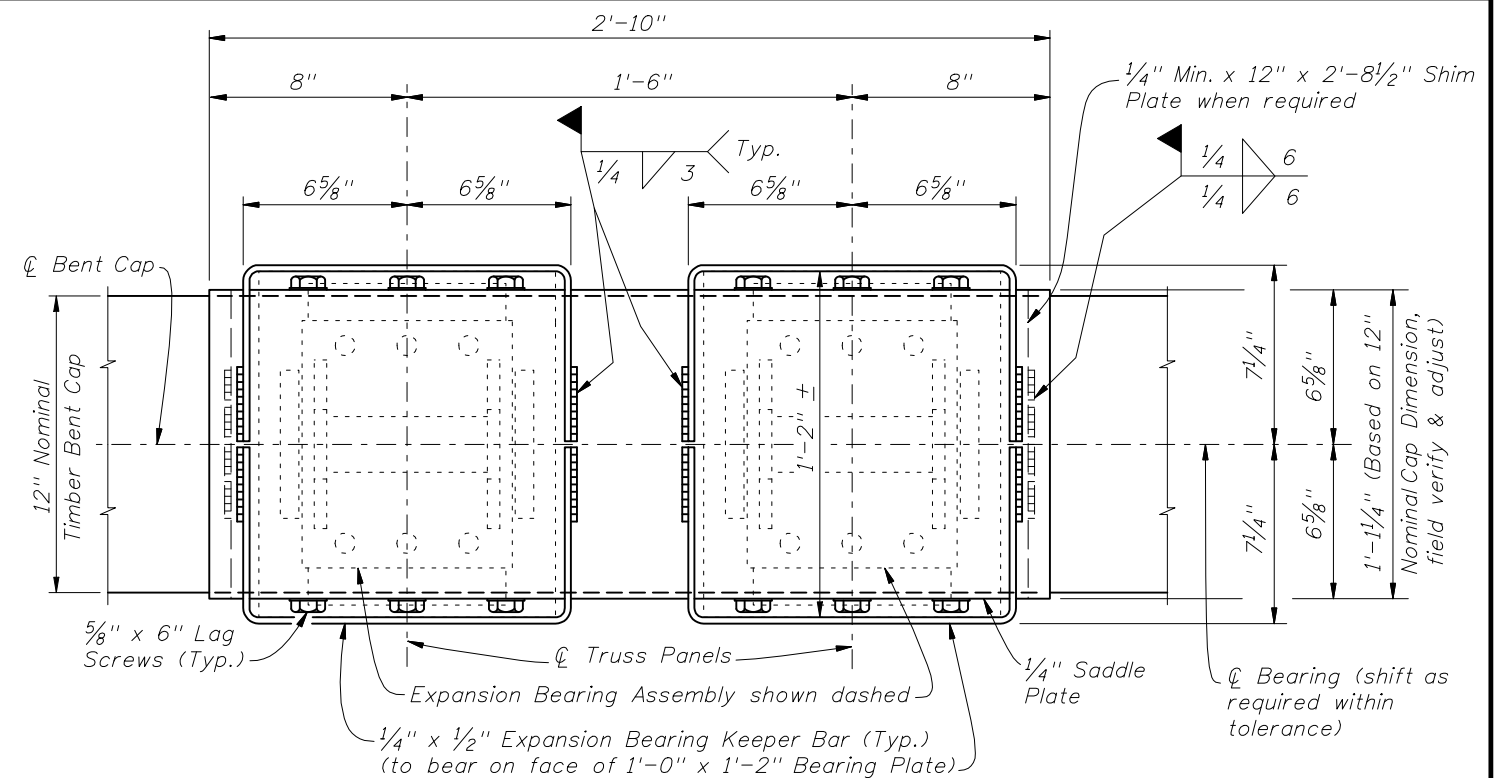 2'-10"
8"
1'-6"
8"
1/4" Min. x 12" x 2'-8 1/2" Shim
Plate when required
1/4
3
Typ.
1/4
6
1/4
6
6 5/8"
6 5/8"
6 5/8"
6 5/8"
℄ Bent Cap
12" Nominal
Timber Bent Cap
1'-2" ±
7 1/4"
7 1/4"
6 5/8"
6 5/8"
1'-1 1/4" (Based on 12"
Nominal Cap Dimension,
field verify & adjust)
5/8" x 6" Lag
Screws (Typ.)
℄ Truss Panels
Expansion Bearing Assembly shown dashed
1/4" Saddle
Plate
℄ Bearing (shift as
required within
tolerance)
1/4" x 1/2" Expansion Bearing Keeper Bar (Typ.)
(to bear on face of 1'-0" x 1'-2" Bearing Plate)